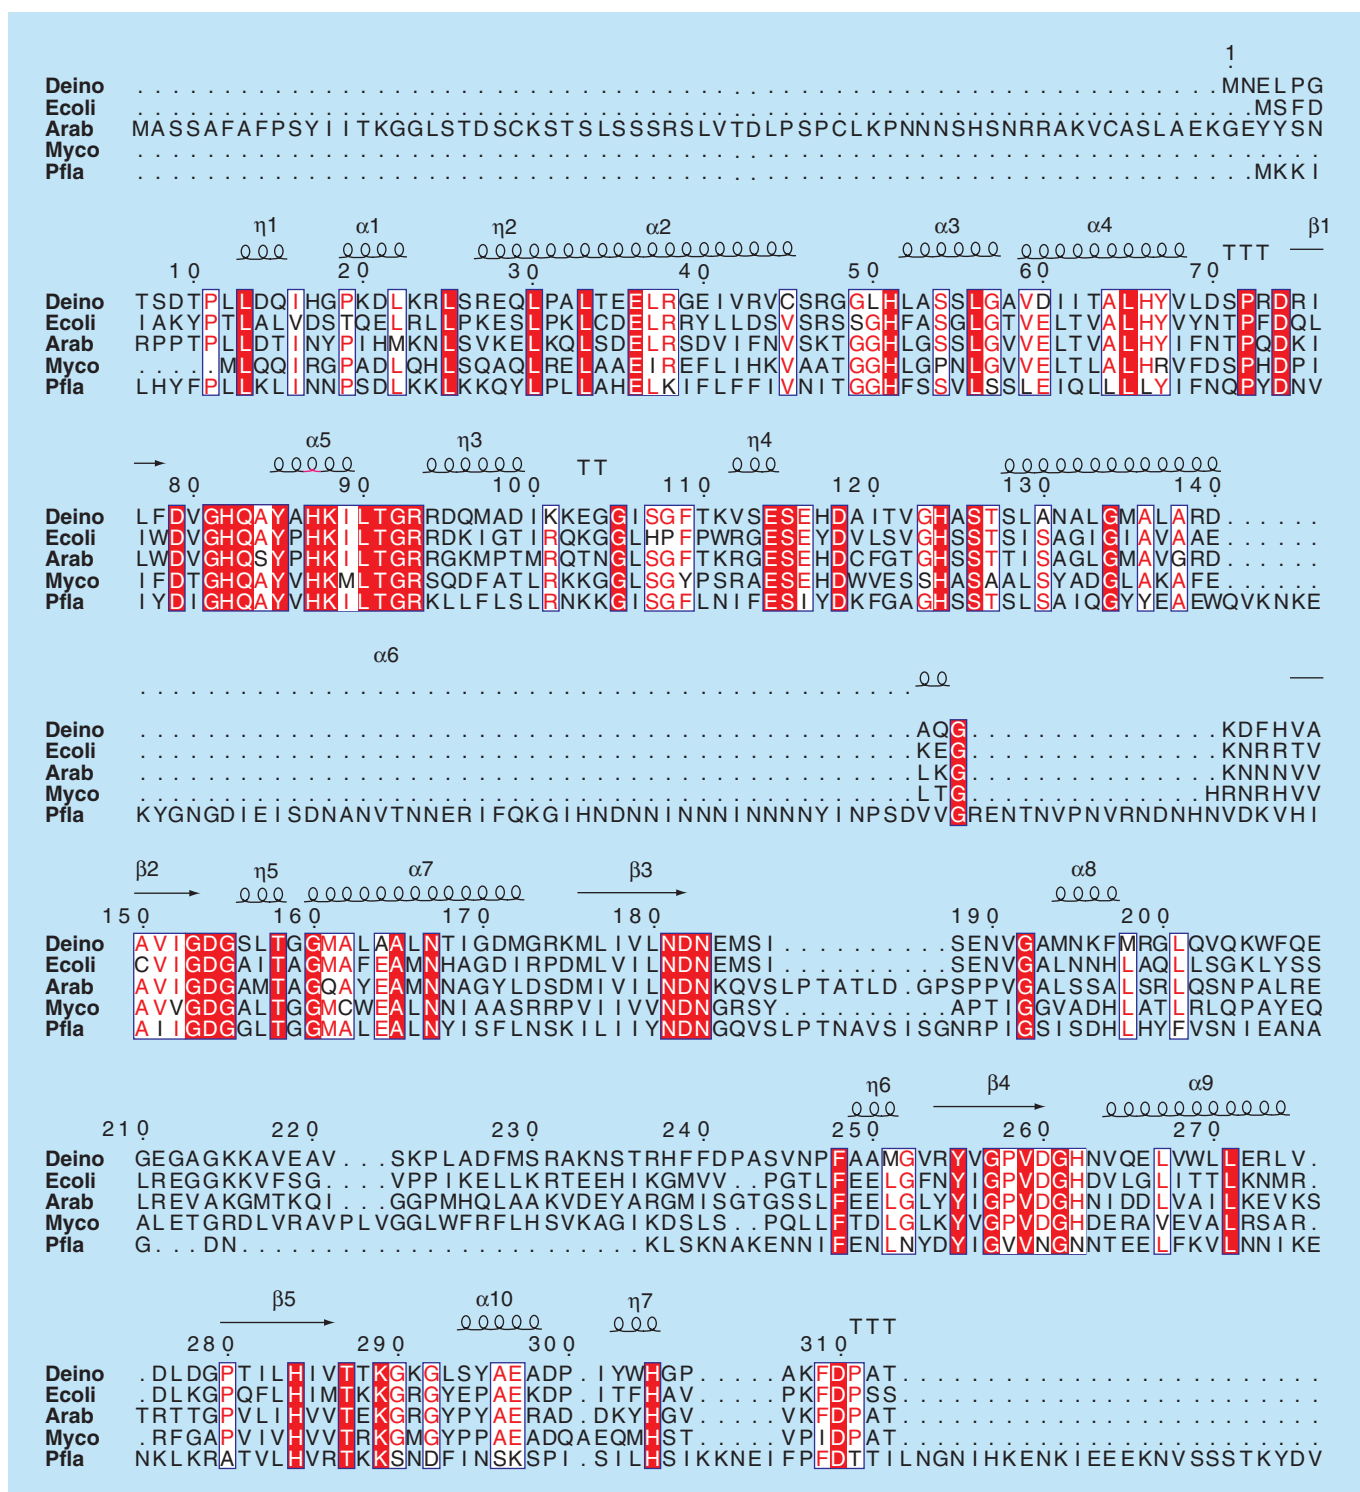 1
Deino . . . . . . . . . . . . . . . . . . . . . . . . . . . . . . . . . . . . . . . . . . . . . . . . . . . . . . . . . . . . . . . . MNELPG
Ecoli . . . . . . . . . . . . . . . . . . . . . . . . . . . . . . . . . . . . . . . . . . . . . . . . . . . . . . . . . . . . . . . . . . MSFD
Arab MASSAFAFPSYIITKGGLSTDSCKSTSLSSSRSLVTDLPSPCLKPNNNSHSNRRAKVCASLAEKGEYYSN
Myco . . . . . . . . . . . . . . . . . . . . . . . . . . . . . . . . . . . . . . . . . . . . . . . . . . . . . . . . . . . . . . . . . . . . . .
Pfla . . . . . . . . . . . . . . . . . . . . . . . . . . . . . . . . . . . . . . . . . . . . . . . . . . . . . . . . . . . . . . . . . . MKKI
η1 α1 η2 α2 α3 α4 β1
TTT
10 20 30 40 50 60 70
Deino TSDTPLLDQIHGPKDLKRLSREQLPALTEELRGEIVRVCSRGGLHLASSLGAVDIITALHYVLDSPRDRI
Ecoli IAKYPTLALVDSTQELRLLPKESLPKLCDELRRYLLDSVSRSSGHFASGLGTVELTVALHYVYNTPFDQL
Arab RPPTPLLDTINYPIHMKNLSVKELKQLSDELRSDVIFNVSKTGGHLGSSLGVVELTVALHYIFNTPQDKI
Myco . . . . MLQQIRGPADLQHLSQAQLRELAAEIREFLIHKVAATGGHLGPNLGVVELTLALHRVFDSPHDPI
Pfla LHYFPLLKLINNPSDLKKLKKQYLPLLAHELKIFLFFIVNITGGHFSSVLSSLEIQLLLLYIFNQPYDNV
α5 η3 η4
TT
80 90 100 110 120 130 140
Deino LFDVGHQAYAHKILTGRRDQMADIKKEGGISGFTKVSESEHDAITVGHASTSLANALGMALARD . . . . . .
Ecoli IWDVGHQAYPHKILTGRRDKIGTIRQKGGLHPFPWRGESEYDVLSVGHSSTSISAGIGIAVAAE . . . . . .
Arab LWDVGHQSYPHKILTGRRGKMPTMRQTNGLSGFTKRGESEHDCFGTGHSSTTISAGLGMAVGRD . . . . . .
Myco IFDTGHQAYVHKMLTGRSQDFATLRKKGGLSGYPSRAESEHDWVESSHASAALSYADGLAKAFE . . . . . .
Pfla IYDIGHQAYVHKILTGRKLLFLSLRNKKGISGFLNIFESIYDKFGAGHSSTSLSAIQGYYEAEWQVKNKE
α6
. . . . . . . . . . . . . . . . . . . . . . . . . . . . . . . . . . . . . . . . . . . . . .
Deino . . . . . . . . . . . . . . . . . . . . . . . . . . . . . . . . . . . . . . . . . . . . . . AQG . . . . . . . . . . . . . . . KDFHVA
Ecoli . . . . . . . . . . . . . . . . . . . . . . . . . . . . . . . . . . . . . . . . . . . . . . KEG . . . . . . . . . . . . . . . KNRRTV
Arab . . . . . . . . . . . . . . . . . . . . . . . . . . . . . . . . . . . . . . . . . . . . . . LKG . . . . . . . . . . . . . . . KNNNVV
Myco . . . . . . . . . . . . . . . . . . . . . . . . . . . . . . . . . . . . . . . . . . . . . . LTG . . . . . . . . . . . . . . HRNRHVV
Pfla KYGNGDIEISDNANVTNNERIFQKGIHNDNNINNNINNNNYINPSDVVGRENTNVPNVRNDNHNVDKVHI
β2 η5 α7 β3 α8
150 160 170 180 190 200
Deino AVIGDGSLTGGMALAALNTIGDMGRKMLIVLNDNEMSI . . . . . . . . . . SENVGAMNKFMRGLQVQKWFQE
Ecoli CVIGDGAITAGMAFEAMNHAGDIRPDMLVILNDNEMSI . . . . . . . . . . SENVGALNNHLAQLLSGKLYSS
Arab AVIGDGAMTAGQAYEAMNNAGYLDSDMIVILNDNKQVSLPTATLD . GPSPPVGALSSALSRLQSNPALRE
Myco AVVGDGALTGGMCWEALNNIAASRRPVIIVVNDNGRSY . . . . . . . . . . APTIGGVADHLATLRLQPAYEQ
Pfla AIIGDGGLTGGMALEALNYISFLNSKILIIYNDNGQVSLPTNAVSISGNRPIGSISDHLHYFVSNIEANA
η6 β4 α9
210 220 230 240 250 260 270
Deino GEGAGKKAVEAV . . . SKPLADFMSRAKNSTRHFFDPASVNPFAAMGVRYVGPVDGHNVQELVWLLERLV .
Ecoli LREGGKKVFSG . . . . VPPIKELLKRTEEHIKGMVV . . PGTLFEELGFNYIGPVDGHDVLGLITTLKNMR .
Arab LREVAKGMTKQI . . . GGPMHQLAAKVDEYARGMISGTGSSLFEELGLYYIGPVDGHNIDDLVAILKEVKS
Myco ALETGRDLVRAVPLVGGLWFRFLHSVKAGIKDSLS . . PQLLFTDLGLKYVGPVDGHDERAVEVALRSAR .
Pfla G . . . DN . . . . . . . . . . . . . . . . . . . . . . . . KLSKNAKENNIFENLNYDYIGVVNGNNTEELFKVLNNIKE
β5 α10 η7
TTT
280 290 300 310
Deino . DLDGPTILHIVTTKGKGLSYAEADP . IYWHGP . . . . . AKFDPAT . . . . . . . . . . . . . . . . . . . . . . . . .
Ecoli . DLKGPQFLHIMTKKGRGYEPAEKDP . ITFHAV . . . . . PKFDPSS . . . . . . . . . . . . . . . . . . . . . . . . .
Arab TRTTGPVLIHVVTEKGRGYPYAERAD . DKYHGV . . . . . VKFDPAT . . . . . . . . . . . . . . . . . . . . . . . . .
Myco . RFGAPVIVHVVTRKGMGYPPAEADQAEQMHST . . . . . VPIDPAT . . . . . . . . . . . . . . . . . . . . . . . . .
Pfla NKLKRATVLHVRTKKSNDFINSKSPI . SILHSIKKNEIFPFDTTILNGNIHKENKIEEEKNVSSSTKYDV